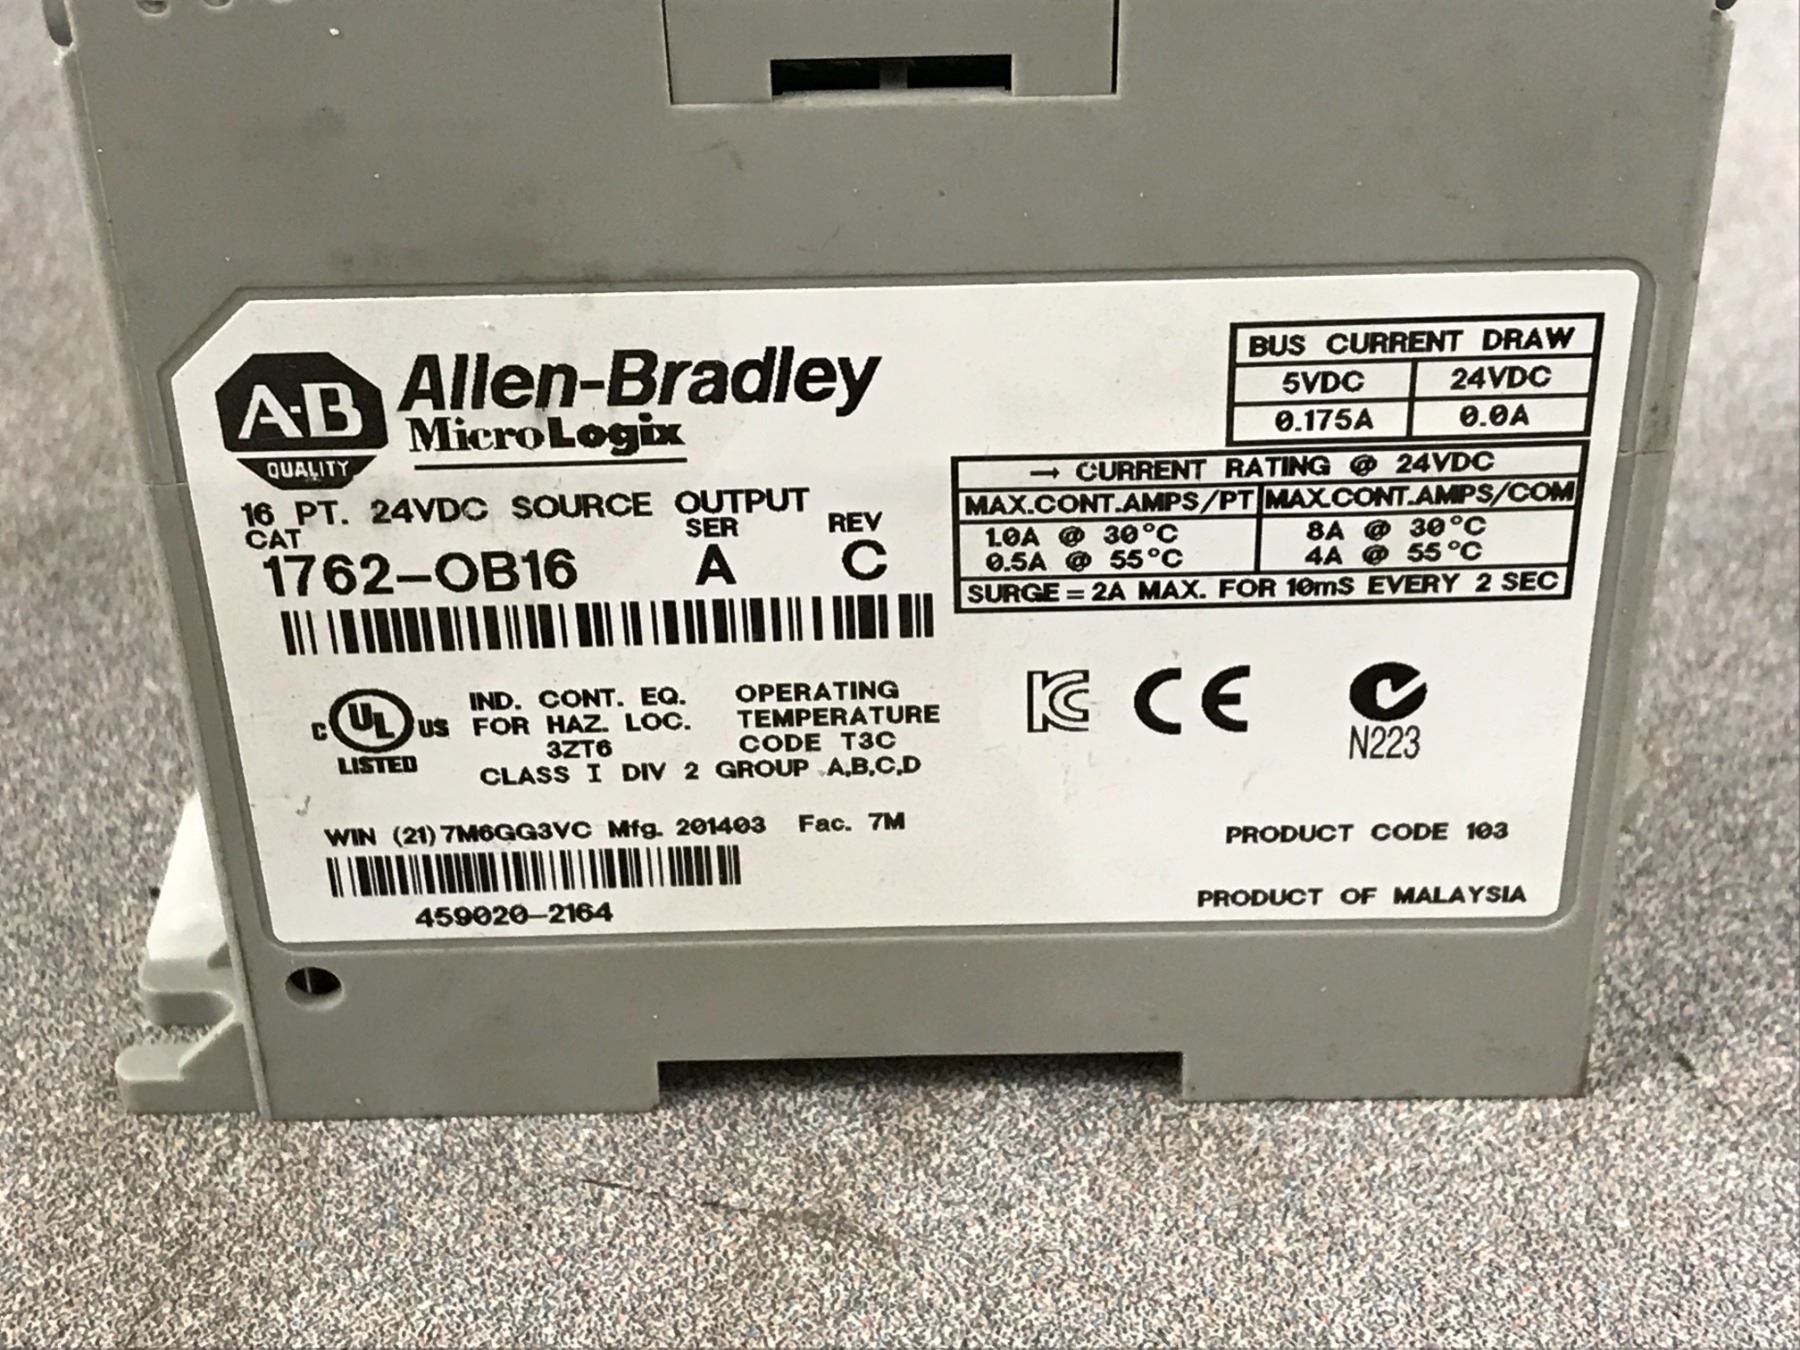 A-B
QUALITY
Allen-Bradley
MicroLogix
16 PT. 24VDC SOURCE OUTPUT
CAT SER REV
1762-OB16 A C
BUS CURRENT DRAW
5VDC 24VDC
0.175A 0.0A
→ CURRENT RATING @ 24VDC
MAX.CONT.AMPS/PT MAX.CONT.AMPS/COM
1.0A @ 30°C 8A @ 30°C
0.5A @ 55°C 4A @ 55°C
SURGE = 2A MAX. FOR 10mS EVERY 2 SEC
C UL US
LISTED
IND. CONT. EQ.
FOR HAZ. LOC.
3ZT6
OPERATING
TEMPERATURE
CODE T3C
CLASS I DIV 2 GROUP A,B,C,D
KC CE
N223
WIN (21) 7M6GG3VC Mfg. 201403 Fac. 7M
459020-2164
PRODUCT CODE 103
PRODUCT OF MALAYSIA